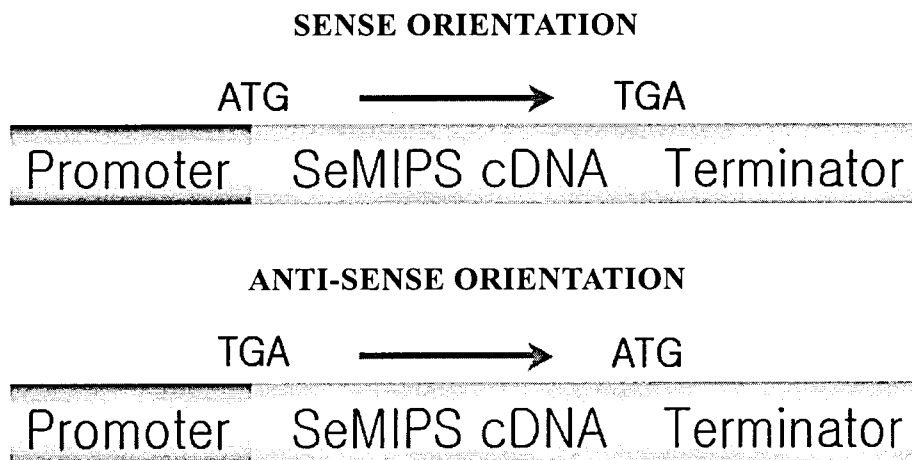 SENSE ORIENTATION
ATG TGA
Promoter SeMIPS cDNA Terminator
ANTI-SENSE ORIENTATION
TGA ATG
Promoter SeMIPS cDNA Terminator